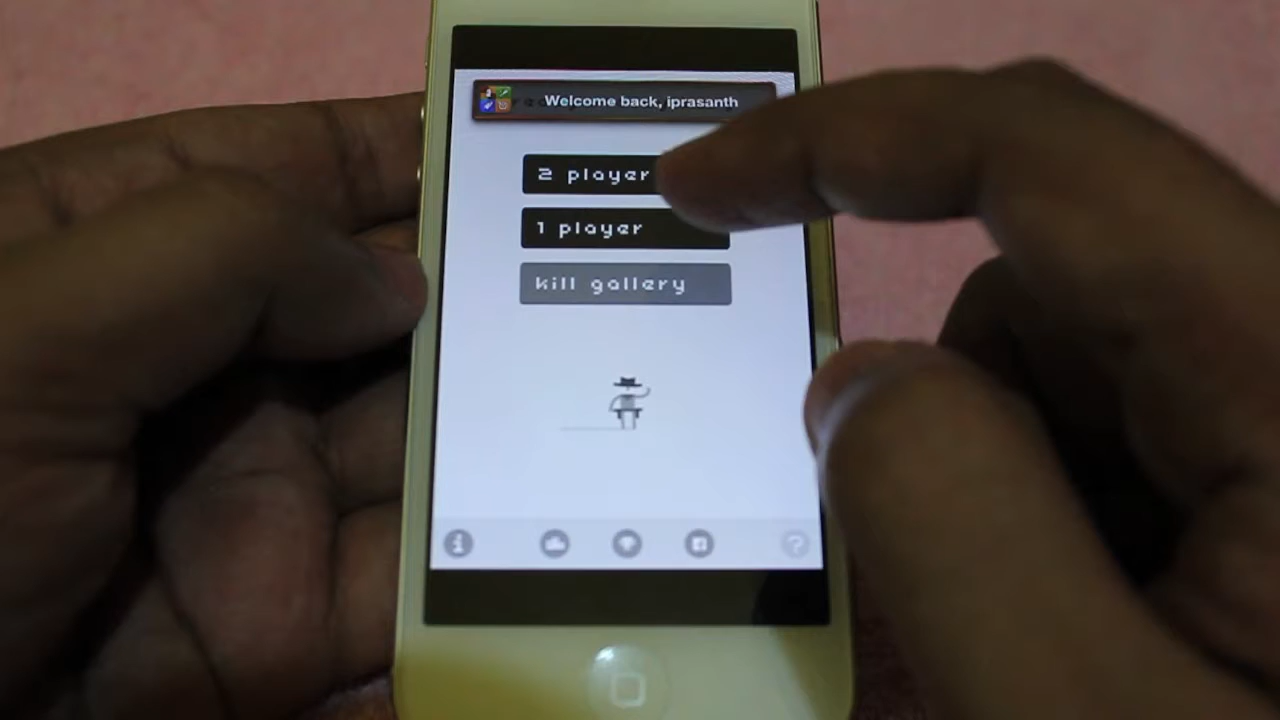 Welcome back, iprasanth
2 player
1 player
kill gallery
?